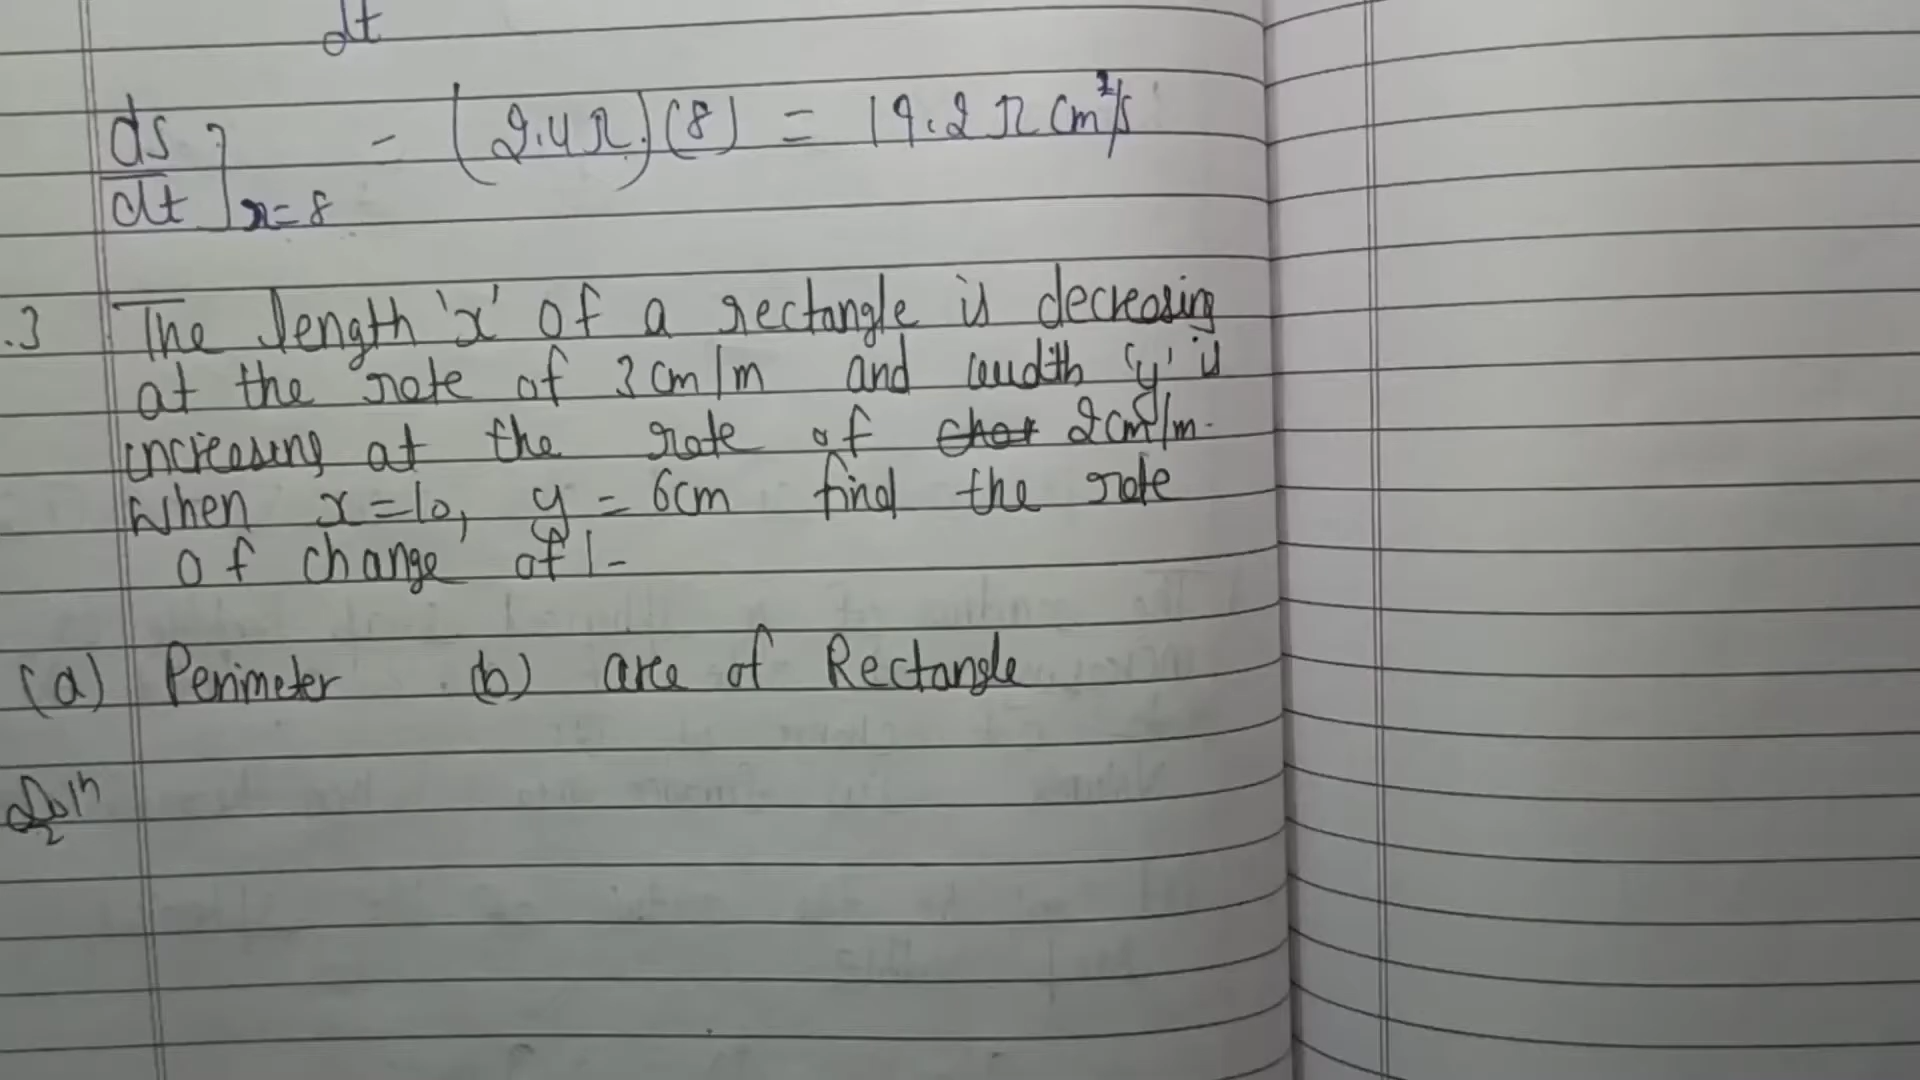 dt
ds/dt]x=8 = (2.4π)(8) = 19.2π cm²/s
.3 The length 'x' of a rectangle is decreasing
at the rate of 3cm/m and width 'y' is
increasing at the rate of 2cm/m.
When x=10, y = 6cm find the rate
of change of :-
(a) Perimeter (b) area of Rectangle
Soln